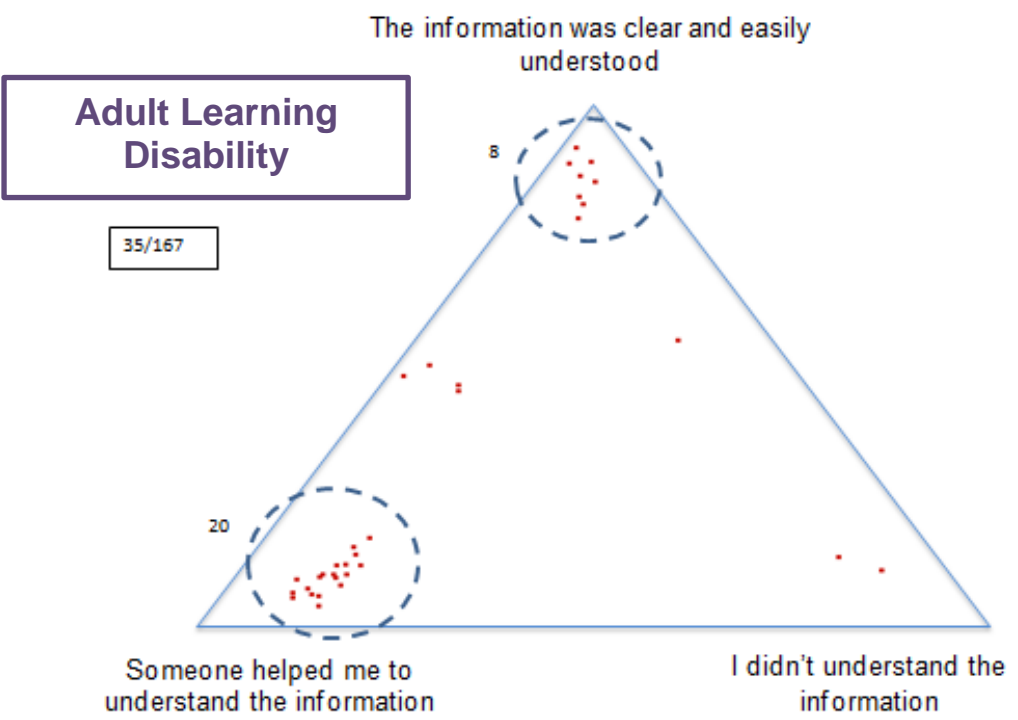 The information was clear and easily
understood
Adult Learning
Disability
8
35/167
20
Someone helped me to
understand the information
I didn't understand the
information